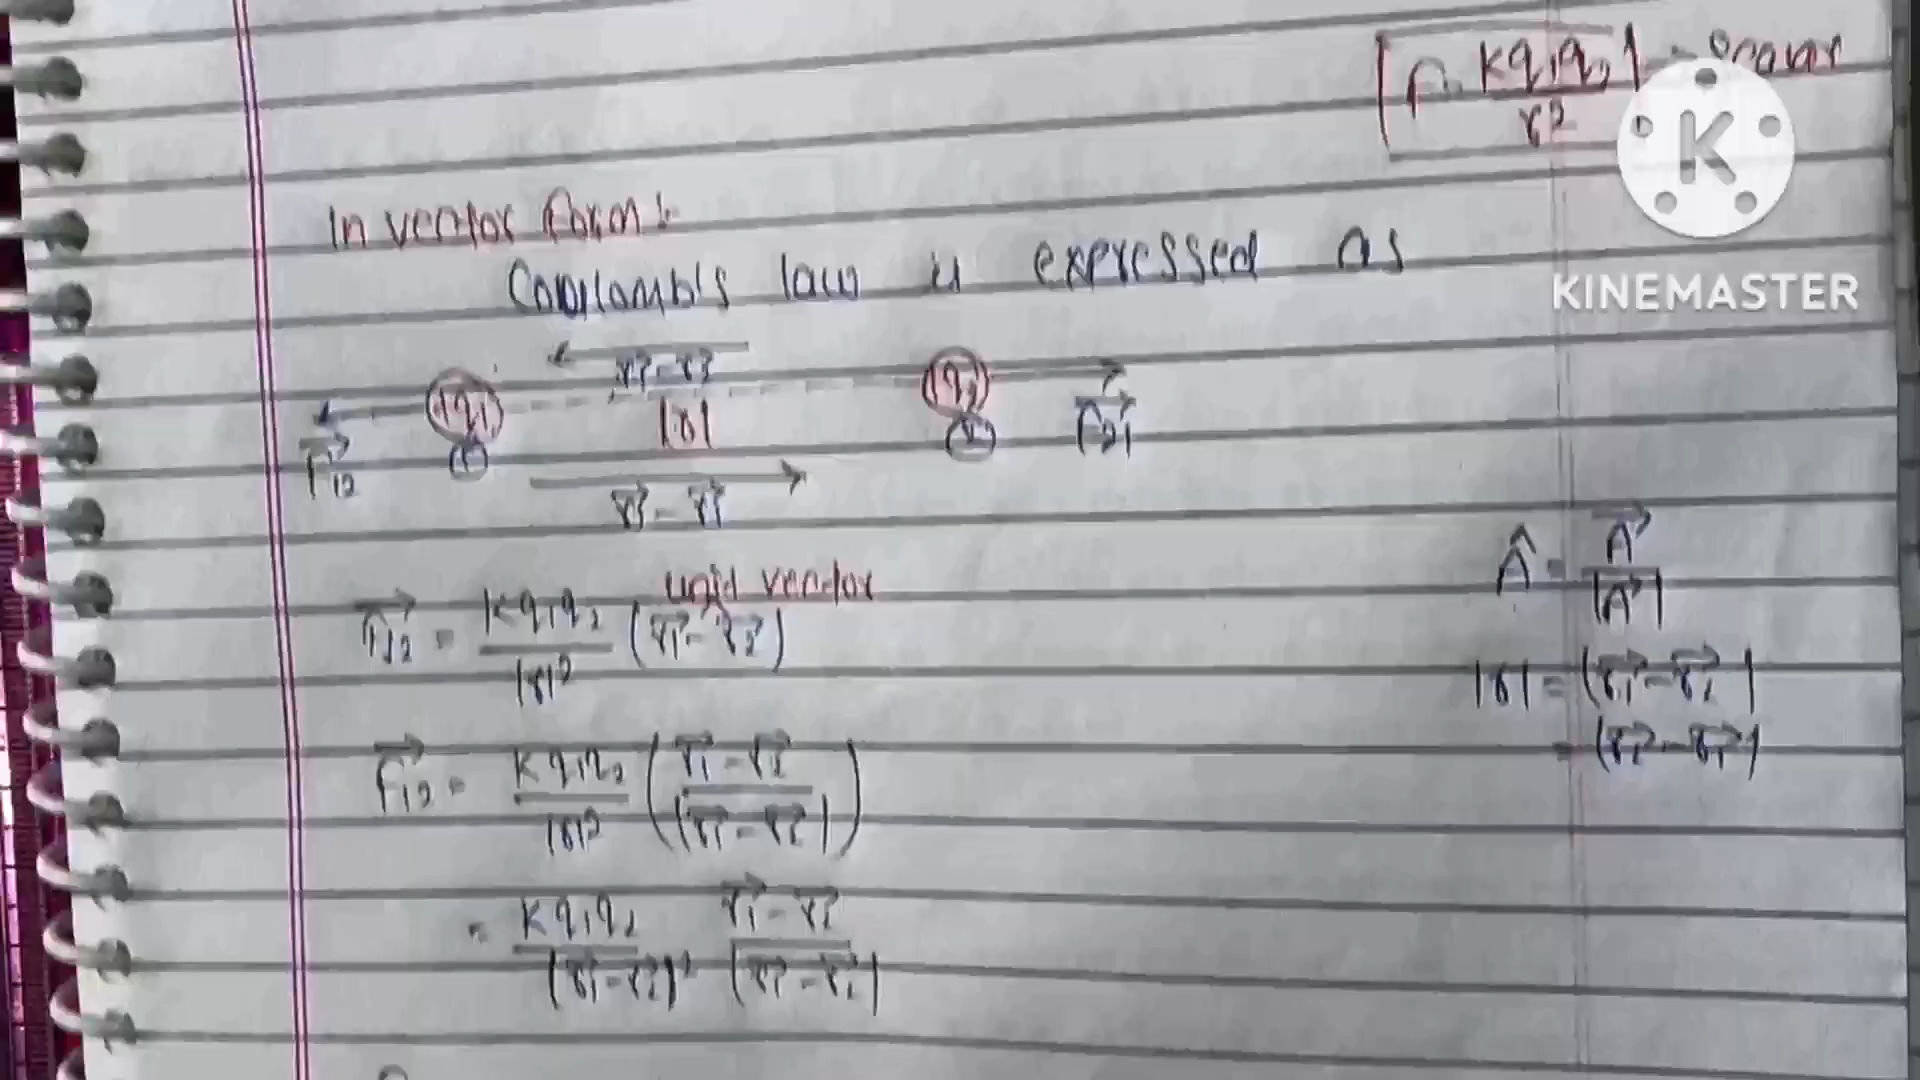 F = kq₁q₂ / r² → Scalar
K
KINEMASTER
In vector form :
Coulomb's law is expressed as
r₁⃗ - r₂⃗
q₁ q₂
|r|
(1) (2)
F₁₂⃗ F₂₁⃗
r₂⃗ - r₁⃗
Â = A⃗ / |A⃗|
unit vector
F₁₂⃗ = kq₁q₂ / |r|² (r₁⃗ - r₂⃗)
|r| = |r₁⃗ - r₂⃗|
= |r₂⃗ - r₁⃗|
F₁₂⃗ = kq₁q₂ / |r|² ( r₁⃗ - r₂⃗ / |r₁⃗ - r₂⃗| )
= kq₁q₂ / |r₁⃗ - r₂⃗|² r₁⃗ - r₂⃗ / |r₁⃗ - r₂⃗|